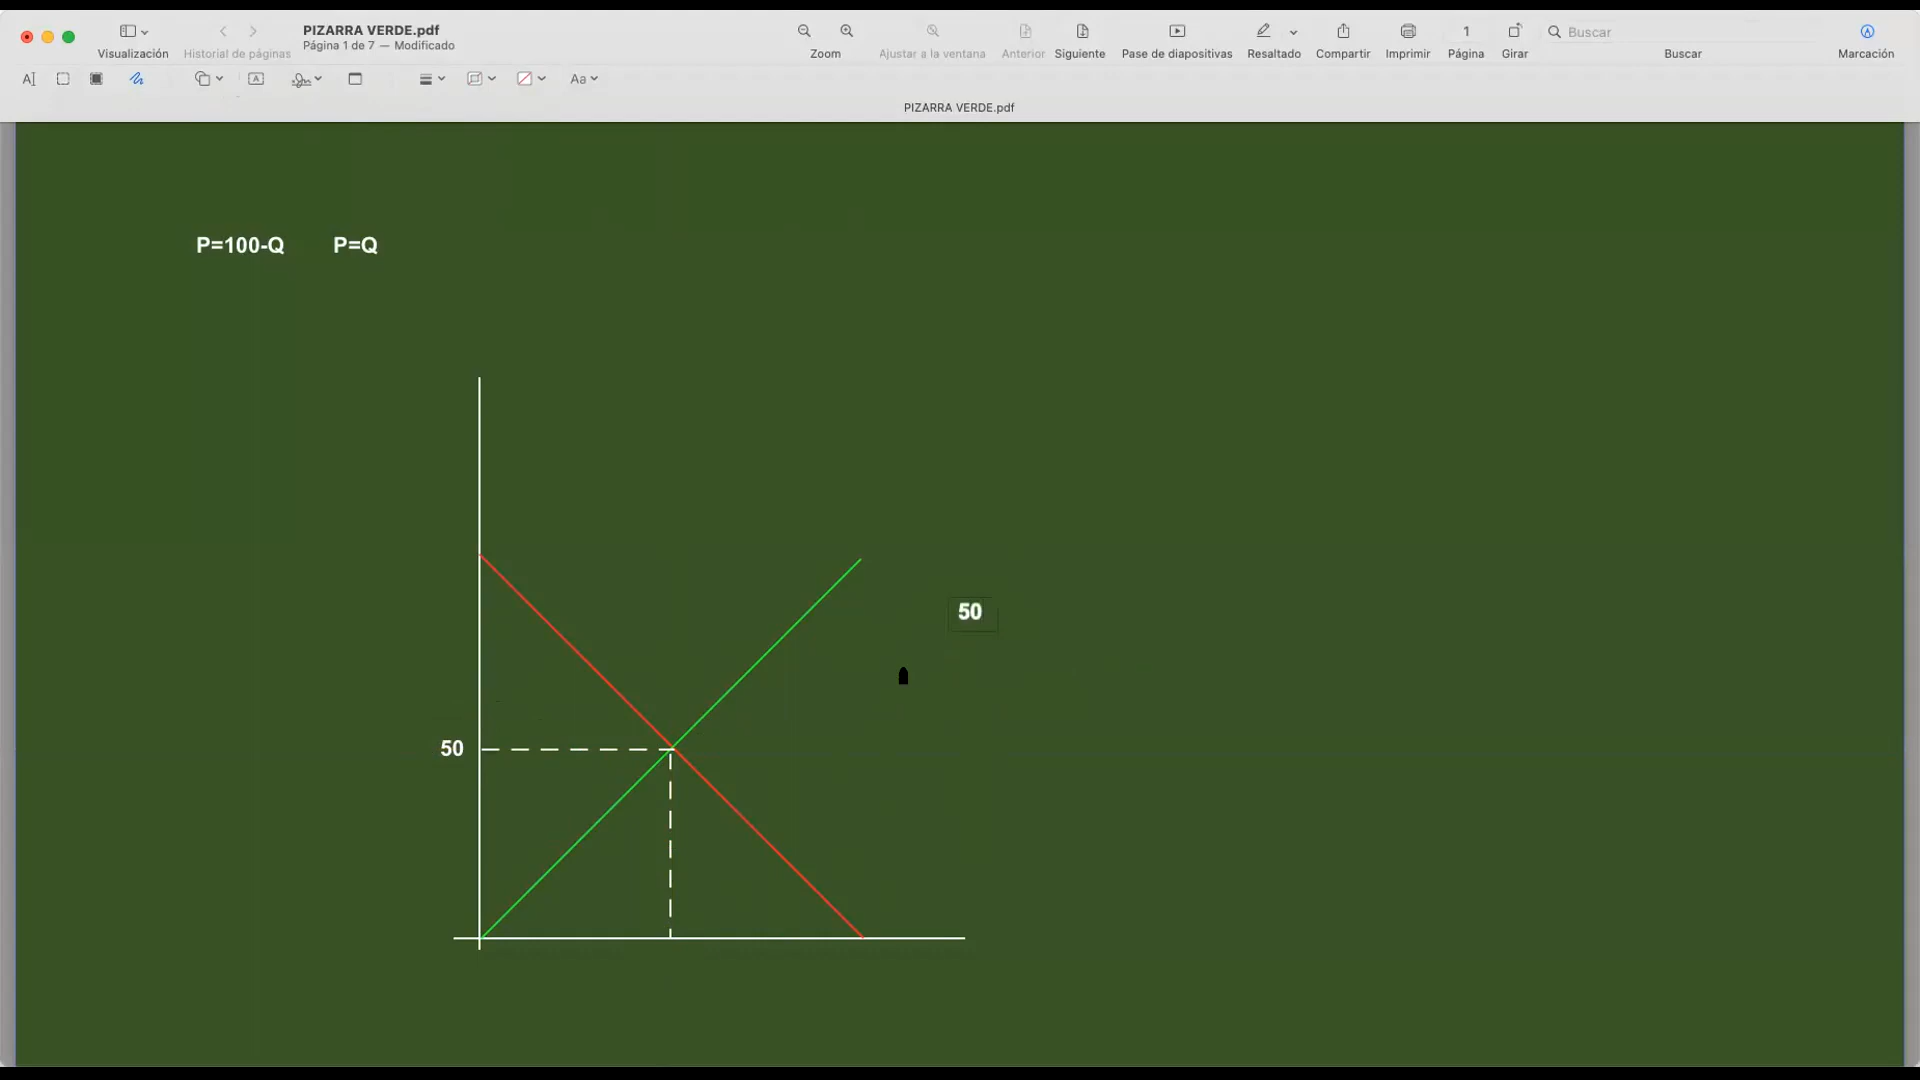 PIZARRA VERDE.pdf
Página 1 de 7 — Modificado
Buscar
Visualización
Historial de páginas
Zoom
Ajustar a la ventana
Anterior
Siguiente
Pase de diapositivas
Resaltado
Compartir
Imprimir
1
Página
Girar
Buscar
Marcación
A
A
Aa
PIZARRA VERDE.pdf
P=100-Q P=Q
50
50